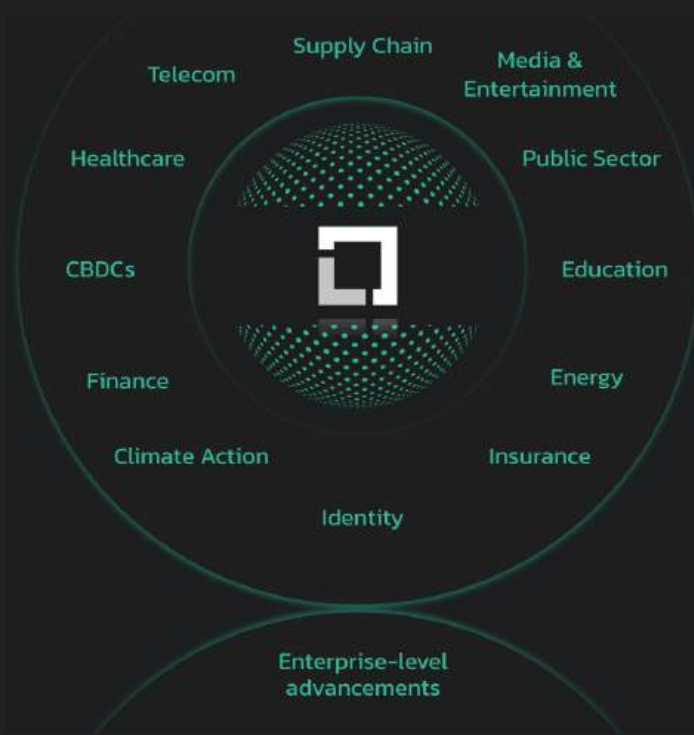 Supply Chain
Telecom
Media &
Entertainment
Healthcare
Public Sector
CBDCs
Education
Finance
Energy
Climate Action
Insurance
Identity
Enterprise-level
advancements